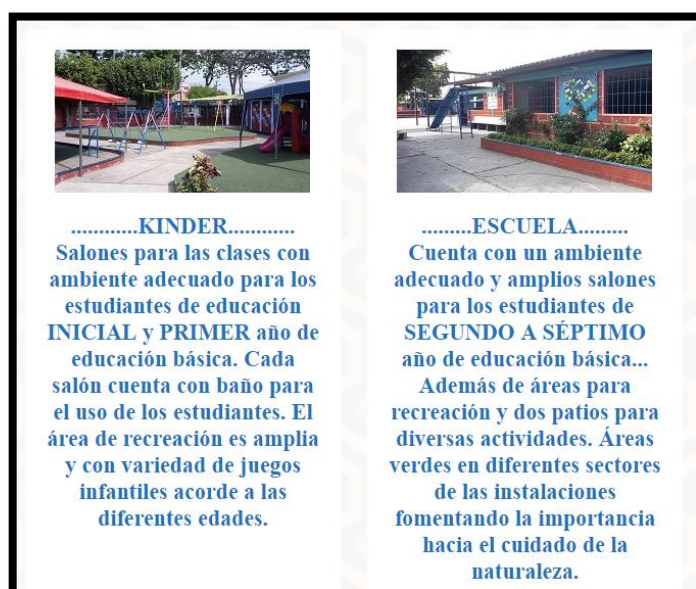 ............KINDER............
Salones para las clases con
ambiente adecuado para los
estudiantes de educación
INICIAL y PRIMER año de
educación básica. Cada
salón cuenta con baño para
el uso de los estudiantes. El
área de recreación es amplia
y con variedad de juegos
infantiles acorde a las
diferentes edades.
.........ESCUELA.........
Cuenta con un ambiente
adecuado y amplios salones
para los estudiantes de
SEGUNDO A SÉPTIMO
año de educación básica...
Además de áreas para
recreación y dos patios para
diversas actividades. Áreas
verdes en diferentes sectores
de las instalaciones
fomentando la importancia
hacia el cuidado de la
naturaleza.